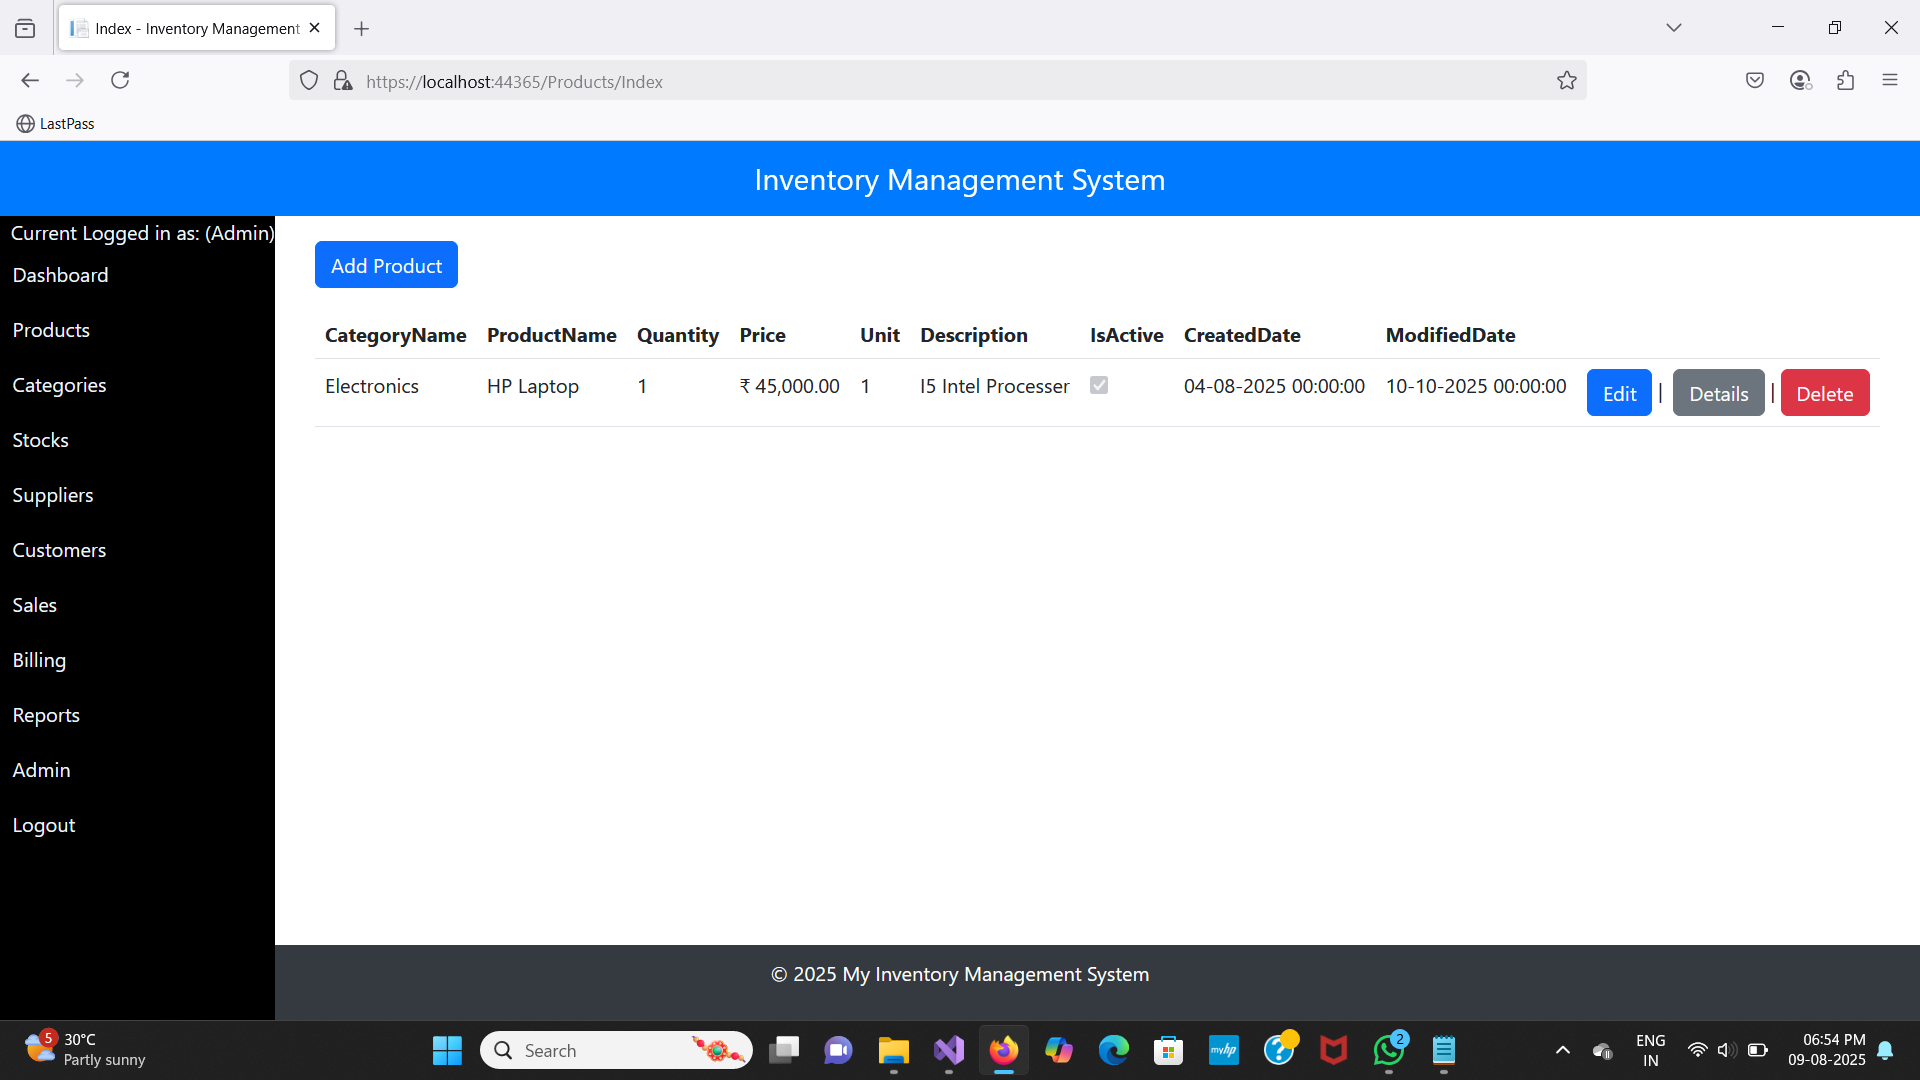 Index - Inventory Management
https://localhost:44365/Products/Index
LastPass
Inventory Management System
Current Logged in as: (Admin)
Dashboard
Products
Categories
Stocks
Suppliers
Customers
Sales
Billing
Reports
Admin
Logout
Add Product
CategoryName ProductName Quantity Price Unit Description IsActive CreatedDate ModifiedDate
Electronics HP Laptop 1 ₹ 45,000.00 1 I5 Intel Processer 04-08-2025 00:00:00 10-10-2025 00:00:00 Edit | Details | Delete
© 2025 My Inventory Management System
5
30°C
Partly sunny
Search
myhp
2
ENG
IN
06:54 PM
09-08-2025